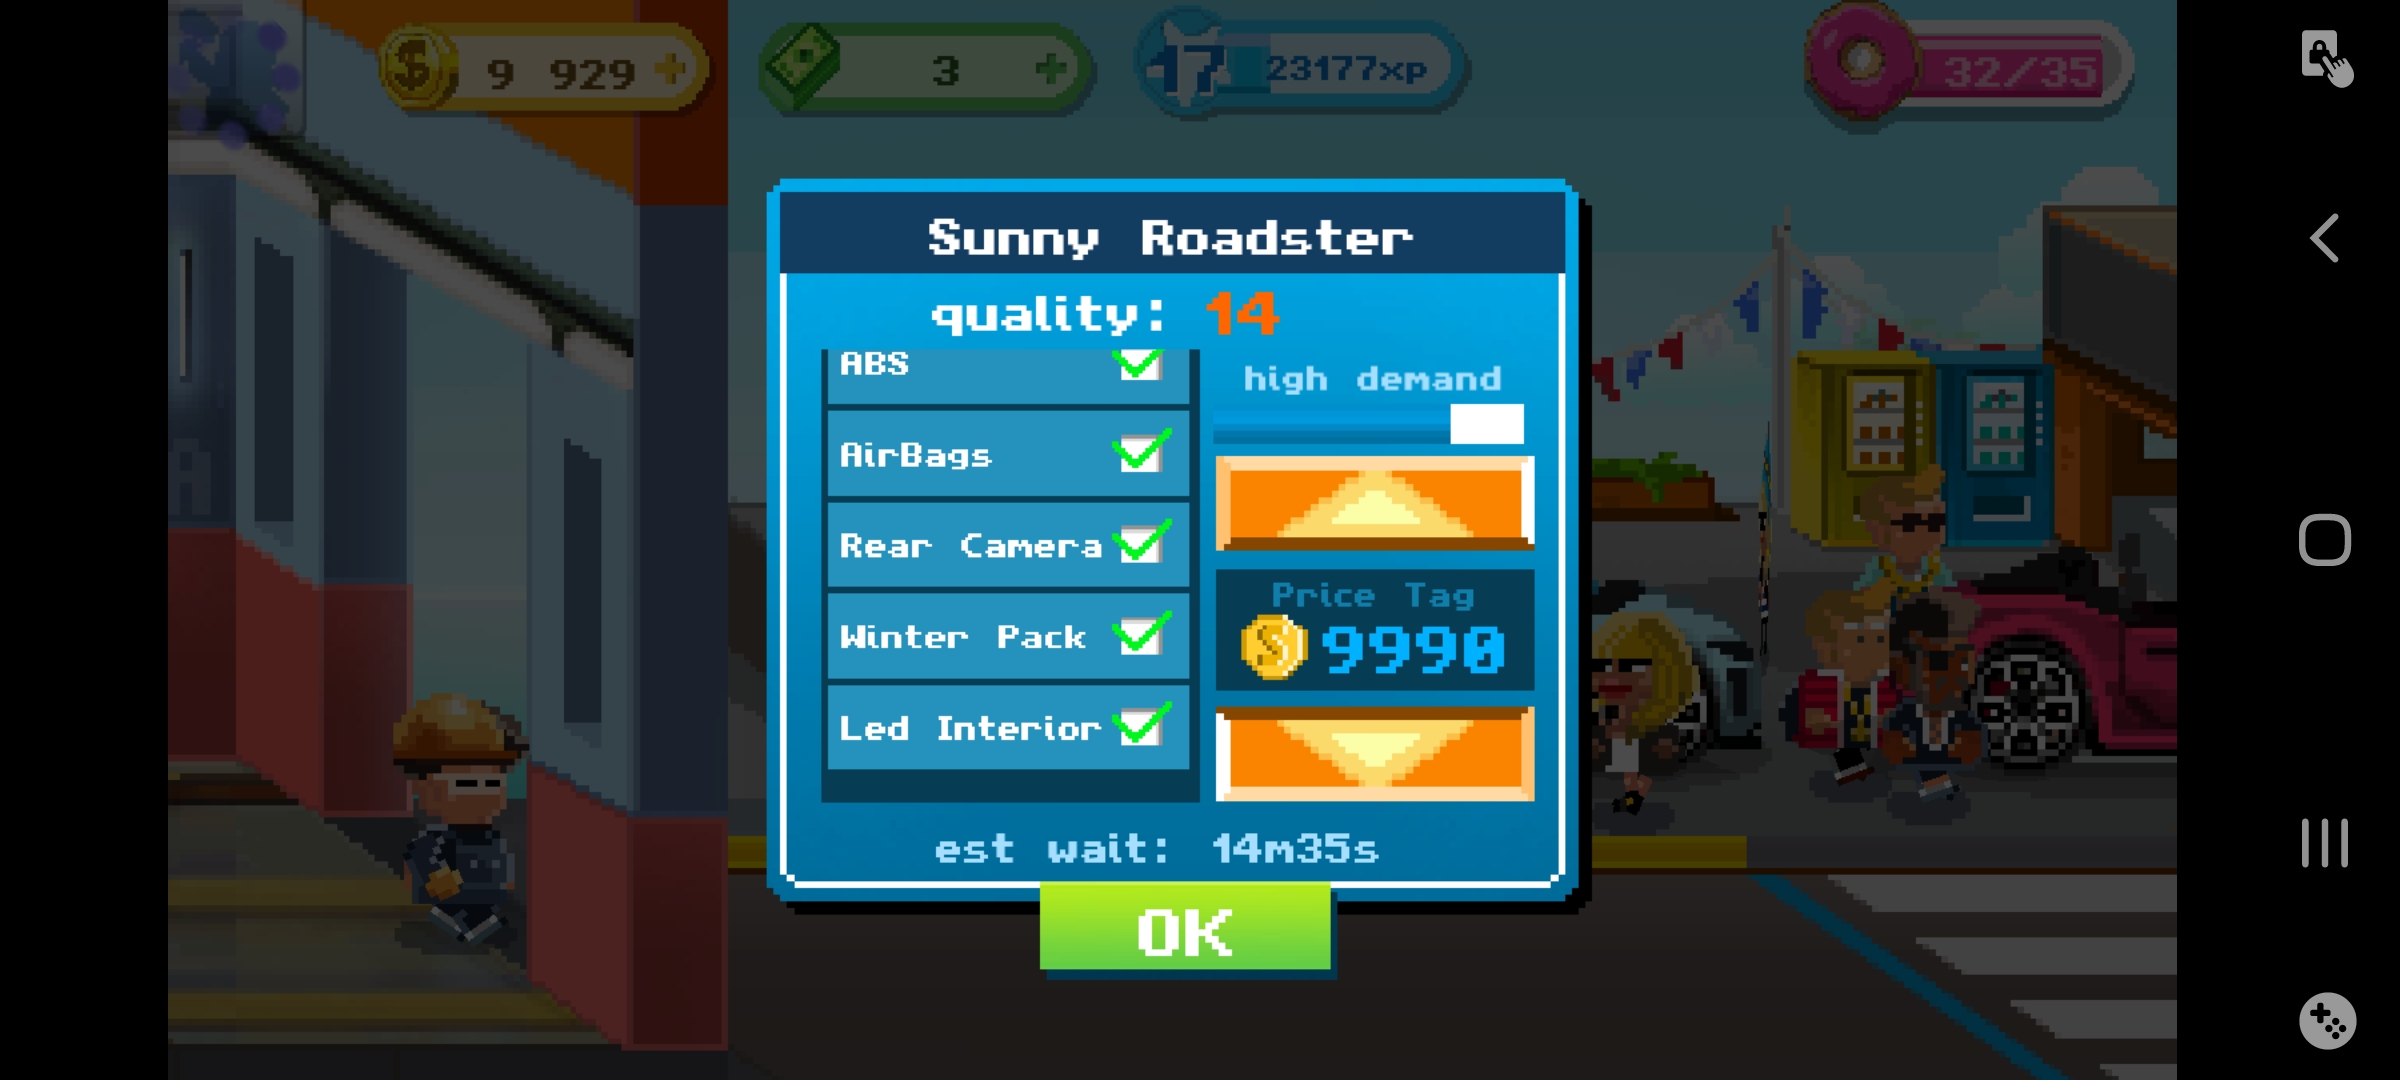 9 929 +
3 +
17 23177xp
32/35
Sunny Roadster
quality: 14
ABS
AirBags
Rear Camera
Winter Pack
Led Interior
high demand
Price Tag
$ 9990
est wait: 14m35s
OK